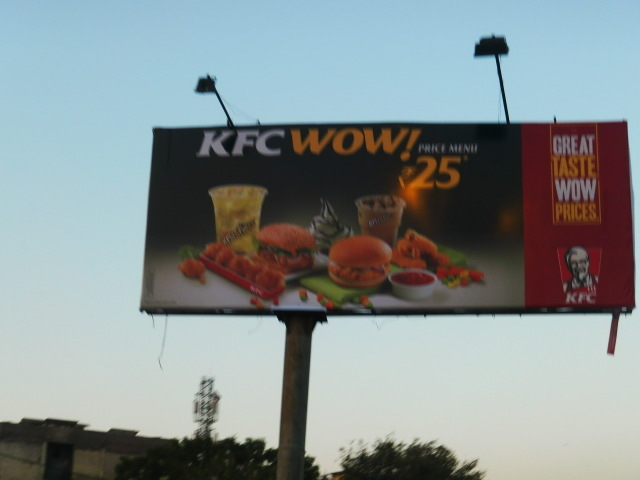 KFC WOW!
PRICE MENU
₹25*
GREAT
TASTE
WOW
PRICES.
KFC